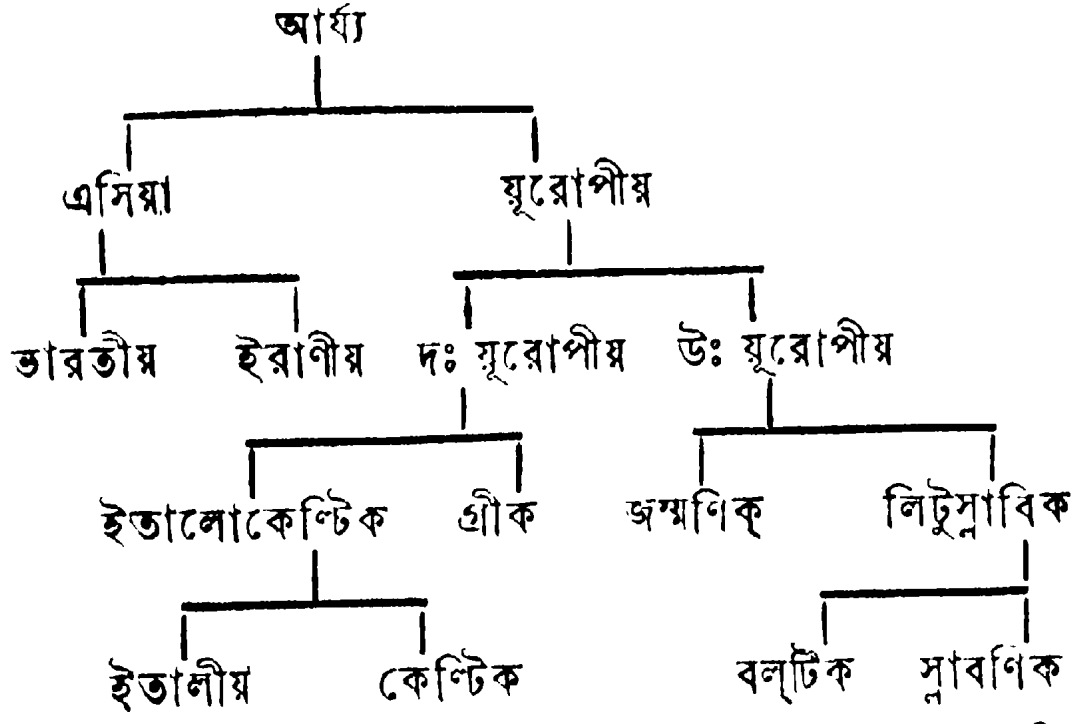 আর্য্য
এসিয়া য়ূরোপীয়
ভারতীয় ইরাণীয় দঃ য়ূরোপীয় উঃ য়ূরোপীয়
ইতালোকেল্টিক গ্রীক জর্ম্মণিক্ লিটুস্লাবিক
ইতালীয় কেল্টিক বল্‌টিক স্লাবণিক